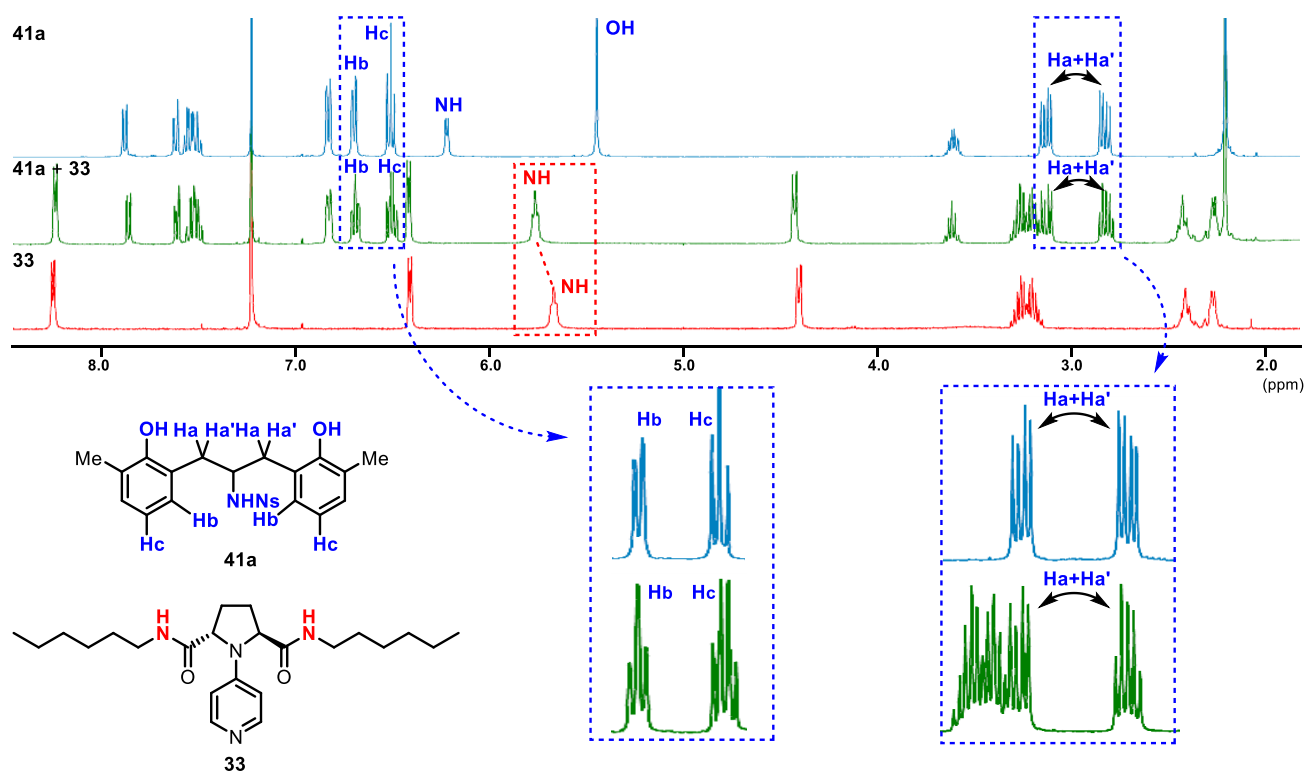 41a
Hc
OH
Hb
Ha+Ha'
NH
41a + 33
Hb Hc
NH
Ha+Ha'
33
NH
8.0 7.0 6.0 5.0 4.0 3.0 2.0
(ppm)
Ha+Ha'
Hb Hc
OH Ha Ha'Ha Ha' OH
Me Me
NHNs
Hb Hb
Hc Hc
41a
Ha+Ha'
Hb Hc
H H
N N
O N O
N
33